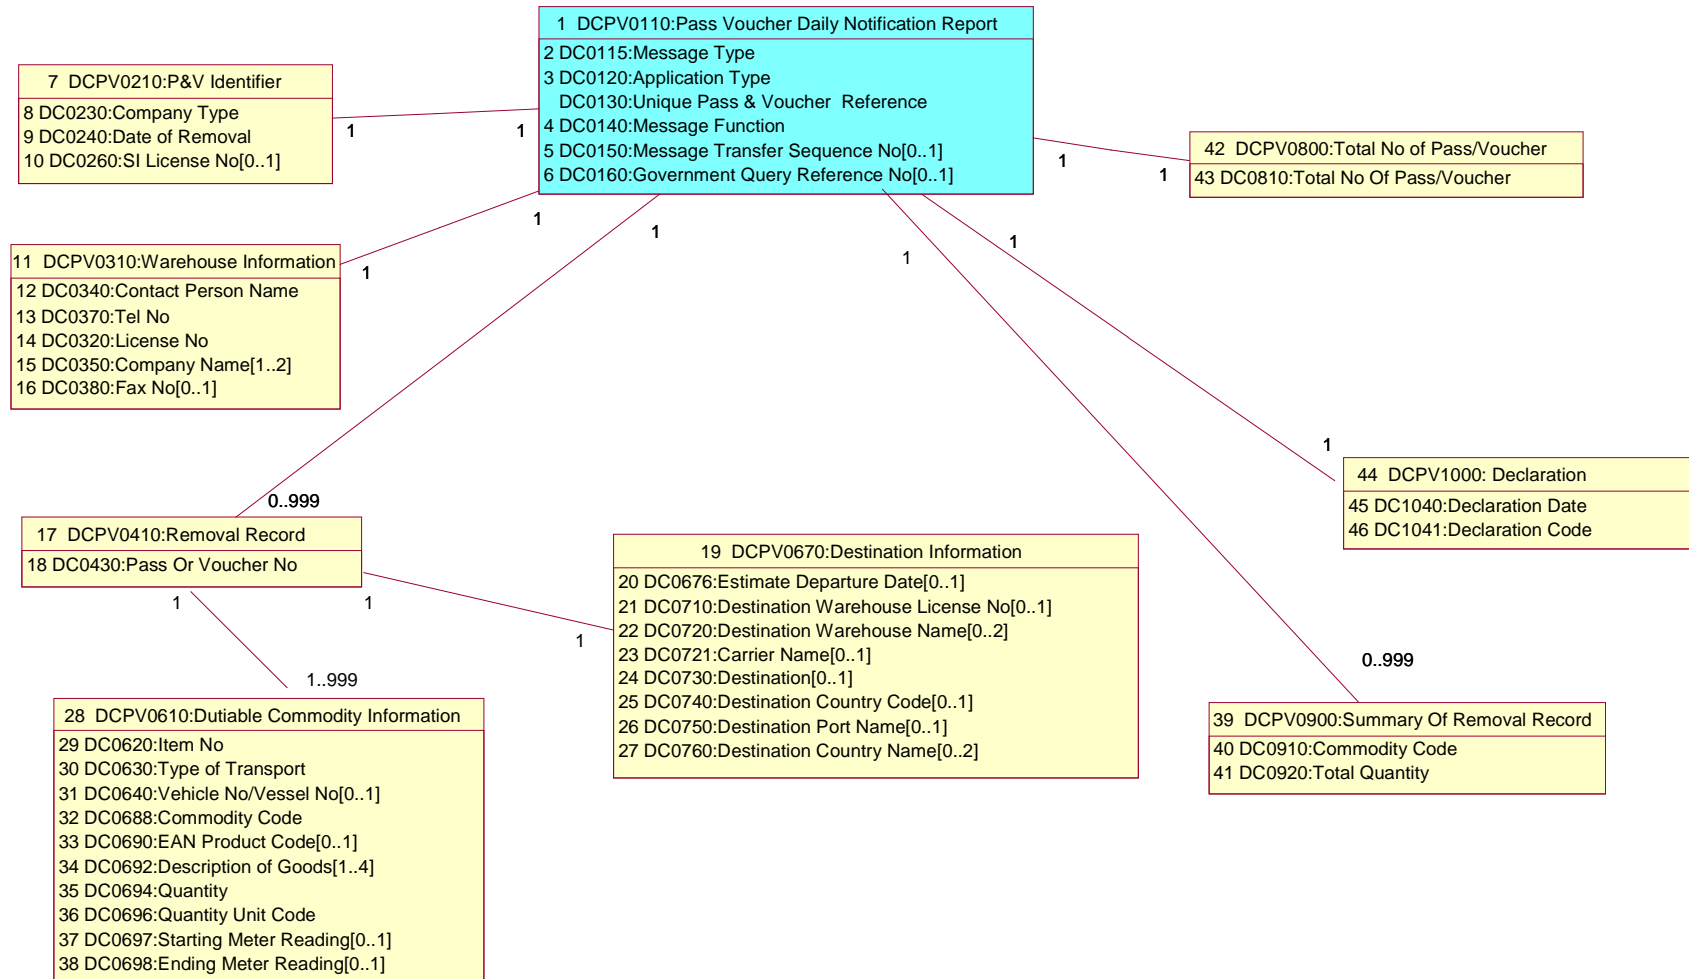 1 DCPV0110:Pass Voucher Daily Notification Report
2 DC0115:Message Type
3 DC0120:Application Type
DC0130:Unique Pass & Voucher Reference
4 DC0140:Message Function
5 DC0150:Message Transfer Sequence No[0..1]
6 DC0160:Government Query Reference No[0..1]
7 DCPV0210:P&V Identifier
8 DC0230:Company Type
9 DC0240:Date of Removal
10 DC0260:SI License No[0..1]
1
1
42 DCPV0800:Total No of Pass/Voucher
43 DC0810:Total No Of Pass/Voucher
1
1
11 DCPV0310:Warehouse Information
12 DC0340:Contact Person Name
13 DC0370:Tel No
14 DC0320:License No
15 DC0350:Company Name[1..2]
16 DC0380:Fax No[0..1]
1
1
1
1
1
1
44 DCPV1000: Declaration
45 DC1040:Declaration Date
46 DC1041:Declaration Code
0..999
17 DCPV0410:Removal Record
18 DC0430:Pass Or Voucher No
1
1
1
19 DCPV0670:Destination Information
20 DC0676:Estimate Departure Date[0..1]
21 DC0710:Destination Warehouse License No[0..1]
22 DC0720:Destination Warehouse Name[0..2]
23 DC0721:Carrier Name[0..1]
24 DC0730:Destination[0..1]
25 DC0740:Destination Country Code[0..1]
26 DC0750:Destination Port Name[0..1]
27 DC0760:Destination Country Name[0..2]
0..999
39 DCPV0900:Summary Of Removal Record
40 DC0910:Commodity Code
41 DC0920:Total Quantity
1..999
28 DCPV0610:Dutiable Commodity Information
29 DC0620:Item No
30 DC0630:Type of Transport
31 DC0640:Vehicle No/Vessel No[0..1]
32 DC0688:Commodity Code
33 DC0690:EAN Product Code[0..1]
34 DC0692:Description of Goods[1..4]
35 DC0694:Quantity
36 DC0696:Quantity Unit Code
37 DC0697:Starting Meter Reading[0..1]
38 DC0698:Ending Meter Reading[0..1]